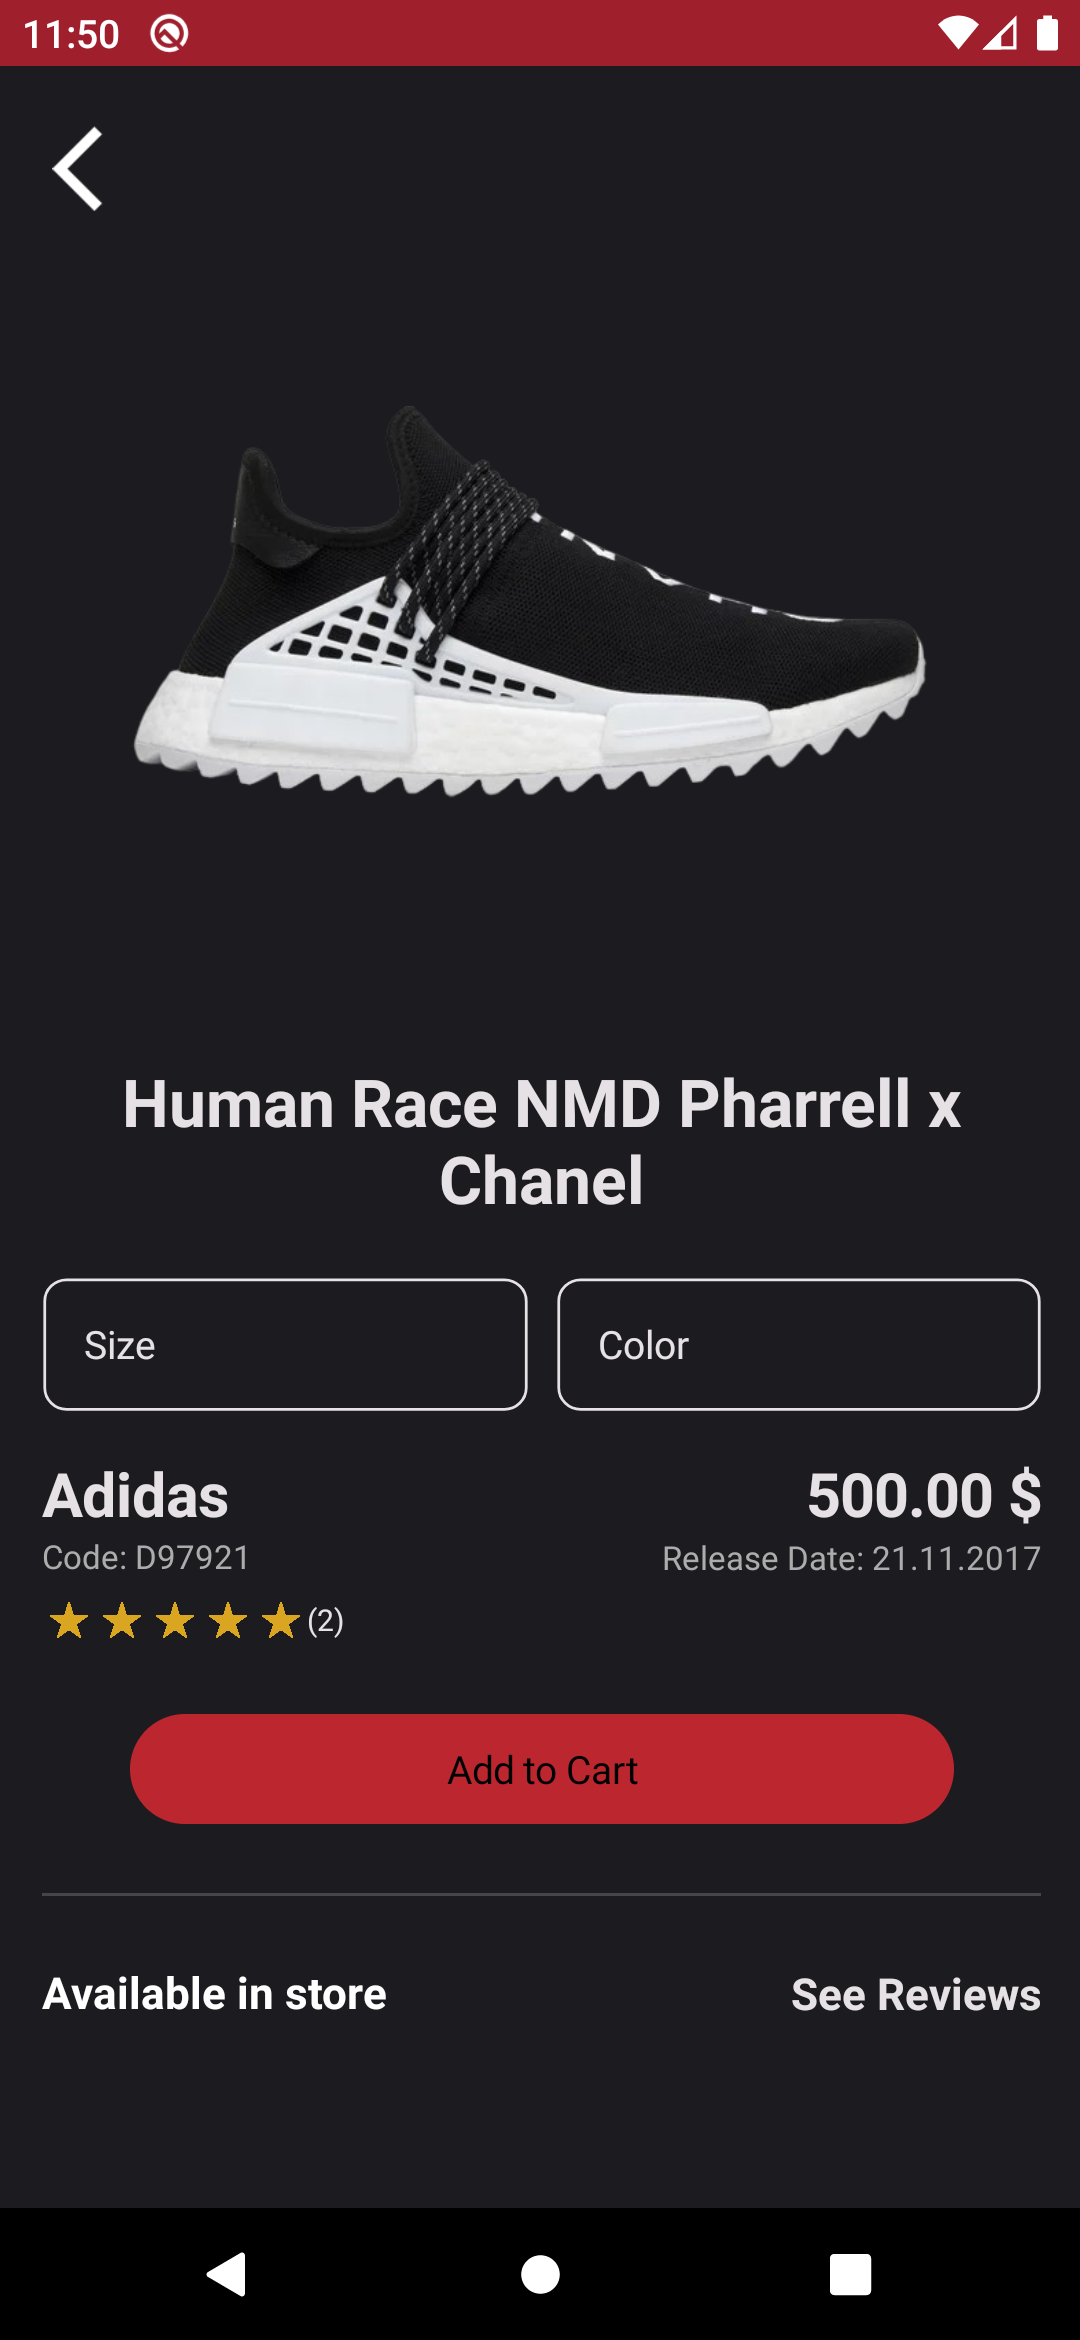 11:50
Human Race NMD Pharrell x
Chanel
Size
Color
Adidas
500.00 $
Code: D97921
Release Date: 21.11.2017
(2)
Add to Cart
Available in store
See Reviews